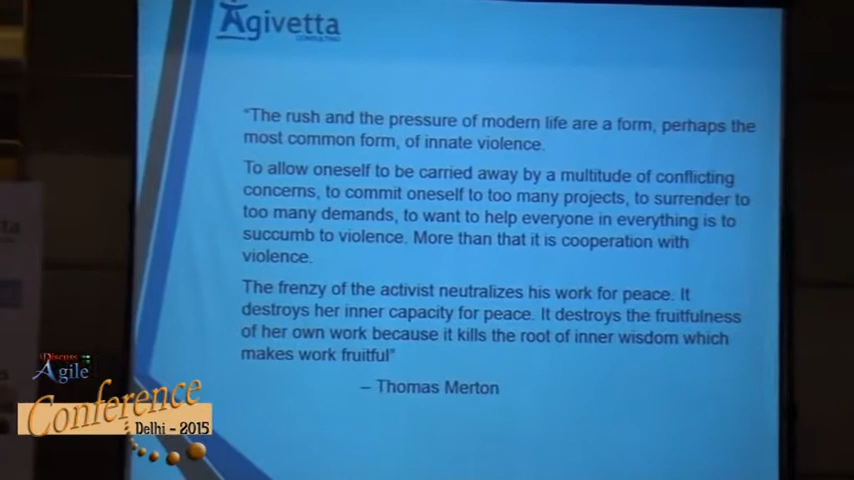 Agivetta
CONSULTING
"The rush and the pressure of modern life are a form, perhaps the
most common form, of innate violence.
To allow oneself to be carried away by a multitude of conflicting
concerns, to commit oneself to too many projects, to surrender to
too many demands, to want to help everyone in everything is to
succumb to violence. More than that it is cooperation with
violence.
The frenzy of the activist neutralizes his work for peace. It
destroys her inner capacity for peace. It destroys the fruitfulness
of her own work because it kills the root of inner wisdom which
makes work fruitful"
– Thomas Merton
Discuss
Agile
Conference
Delhi - 2015